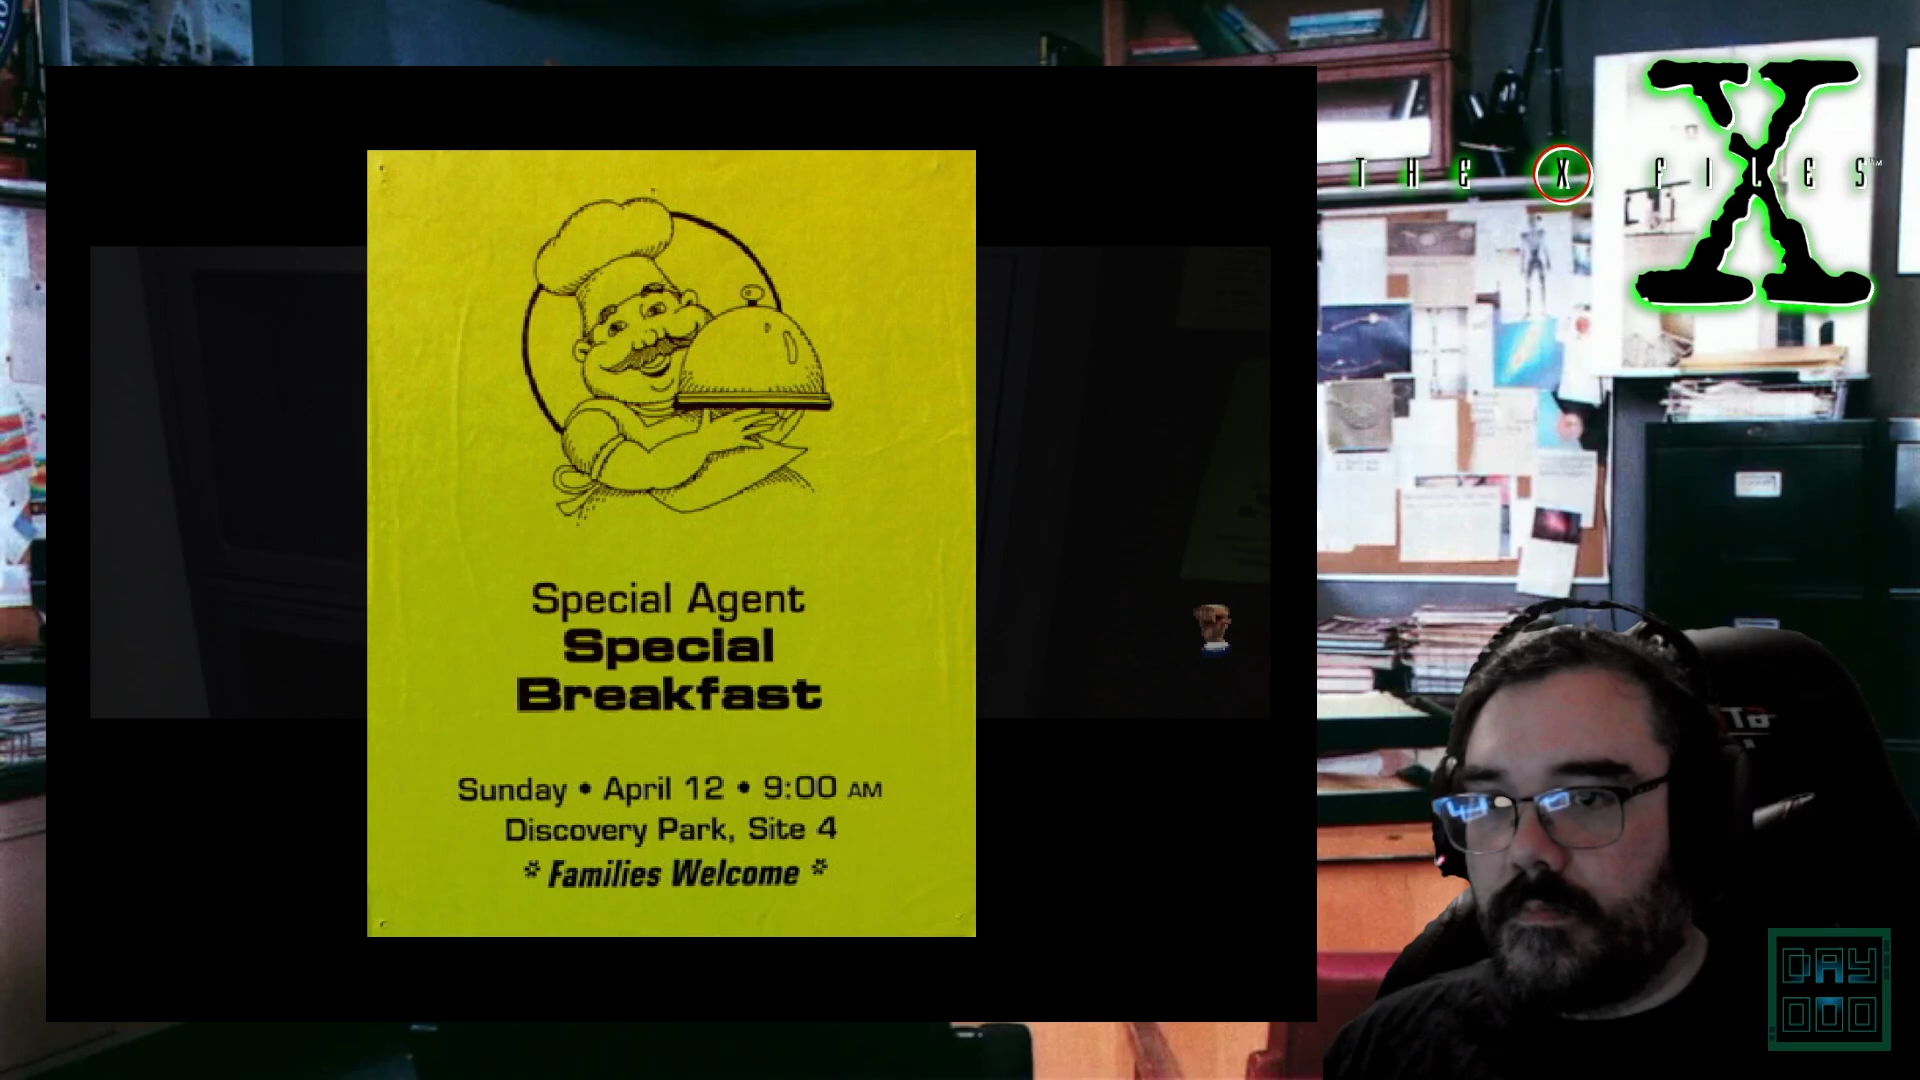 Special Agent
Special
Breakfast
Sunday • April 12 • 9:00 AM
Discovery Park, Site 4
* Families Welcome *
X
THE X FILES™
DAY
000